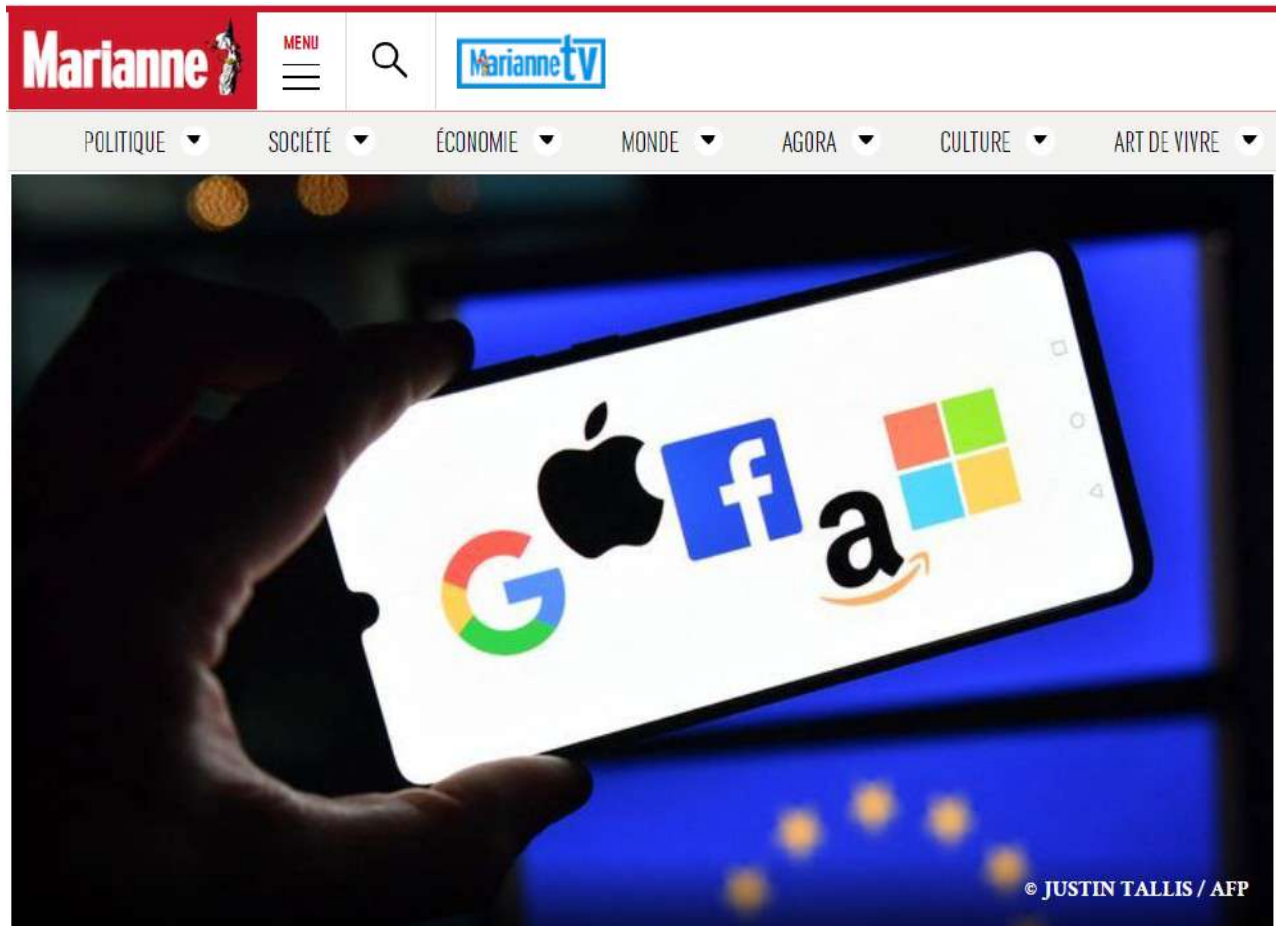 Marianne
MENU
Marianne tv
POLITIQUE
SOCIÉTÉ
ÉCONOMIE
MONDE
AGORA
CULTURE
ART DE VIVRE
G
f
a
© JUSTIN TALLIS / AFP